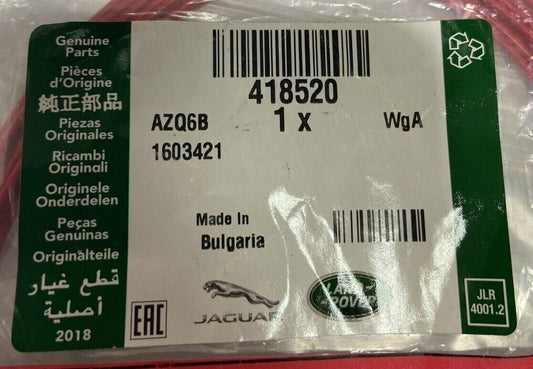 Genuine
Parts
Pièces
d'Origine
純正部品
Piezas
Originales
Ricambi
Originali
Originele
Onderdelen
Peças
Genuinas
Originalteile
قطع غيار
أصلية
2018
418520
AZQ6B
1 x
WgA
1603421
Made In
Bulgaria
EAC
JAGUAR
LAND-
ROVER
JLR
4001.2